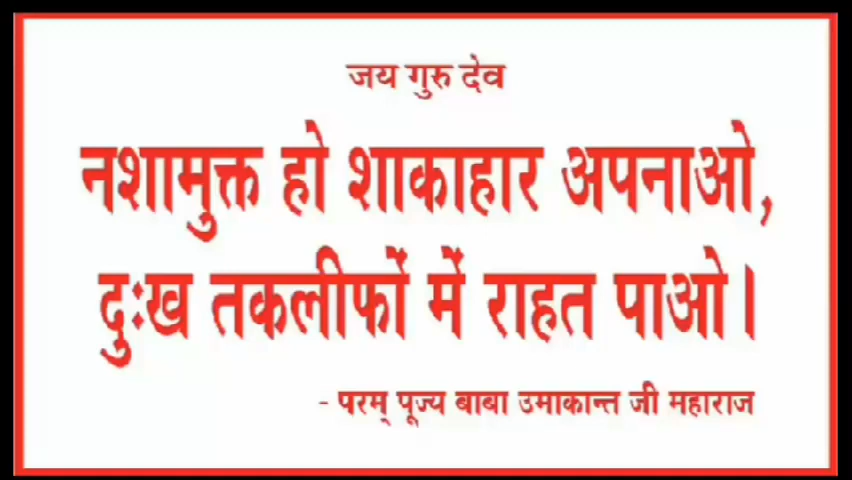 जय गुरु देव
नशामुक्त हो शाकाहार अपनाओ,
दुःख तकलीफों में राहत पाओ।
- परम् पूज्य बाबा उमाकान्त जी महाराज